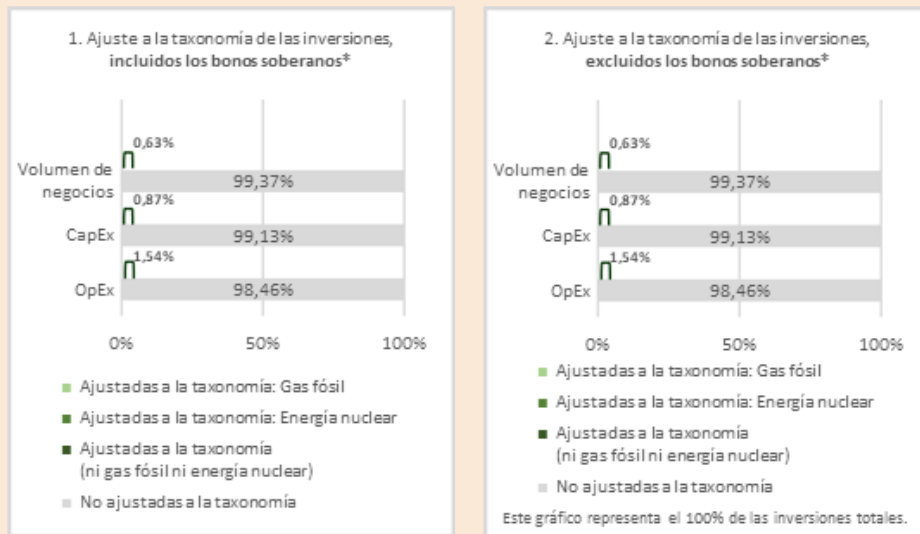 1. Ajuste a la taxonomía de las inversiones,
incluidos los bonos soberanos*
0,63%
Volumen de
negocios
99,37%
0,87%
CapEx
99,13%
1,54%
OpEx
98,46%
0%
50%
100%
Ajustadas a la taxonomía: Gas fósil
Ajustadas a la taxonomía: Energía nuclear
Ajustadas a la taxonomía
(ni gas fósil ni energía nuclear)
No ajustadas a la taxonomía
2. Ajuste a la taxonomía de las inversiones,
excluidos los bonos soberanos*
0,63%
Volumen de
negocios
99,37%
0,87%
CapEx
99,13%
1,54%
OpEx
98,46%
0%
50%
100%
Ajustadas a la taxonomía: Gas fósil
Ajustadas a la taxonomía: Energía nuclear
Ajustadas a la taxonomía
(ni gas fósil ni energía nuclear)
No ajustadas a la taxonomía
Este gráfico representa el 100% de las inversiones totales.